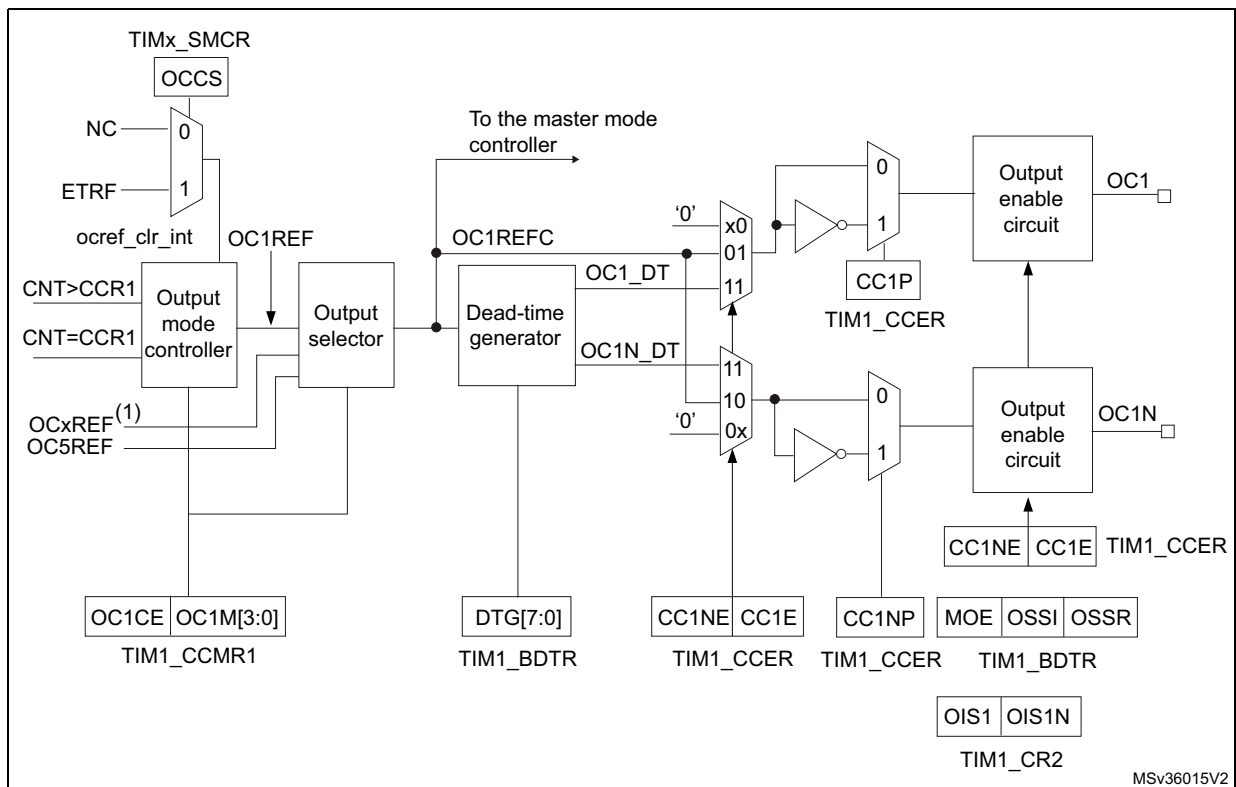 TIMx_SMCR
OCCS
NC
0
ETRF
1
ocref_clr_int
To the master mode
controller
OC1REF
OC1REFC
CNT>CCR1
CNT=CCR1
Output
mode
controller
Output
selector
Dead-time
generator
OC1_DT
OC1N_DT
OCxREF(1)
OC5REF
'0'
x0
01
11
11
10
'0'
0x
0
1
CC1P
TIM1_CCER
Output
enable
circuit
OC1
0
1
Output
enable
circuit
OC1N
CC1NE CC1E TIM1_CCER
OC1CE OC1M[3:0]
TIM1_CCMR1
DTG[7:0]
TIM1_BDTR
CC1NE CC1E
TIM1_CCER
CC1NP
TIM1_CCER
MOE OSSI OSSR
TIM1_BDTR
OIS1 OIS1N
TIM1_CR2
MSv36015V2